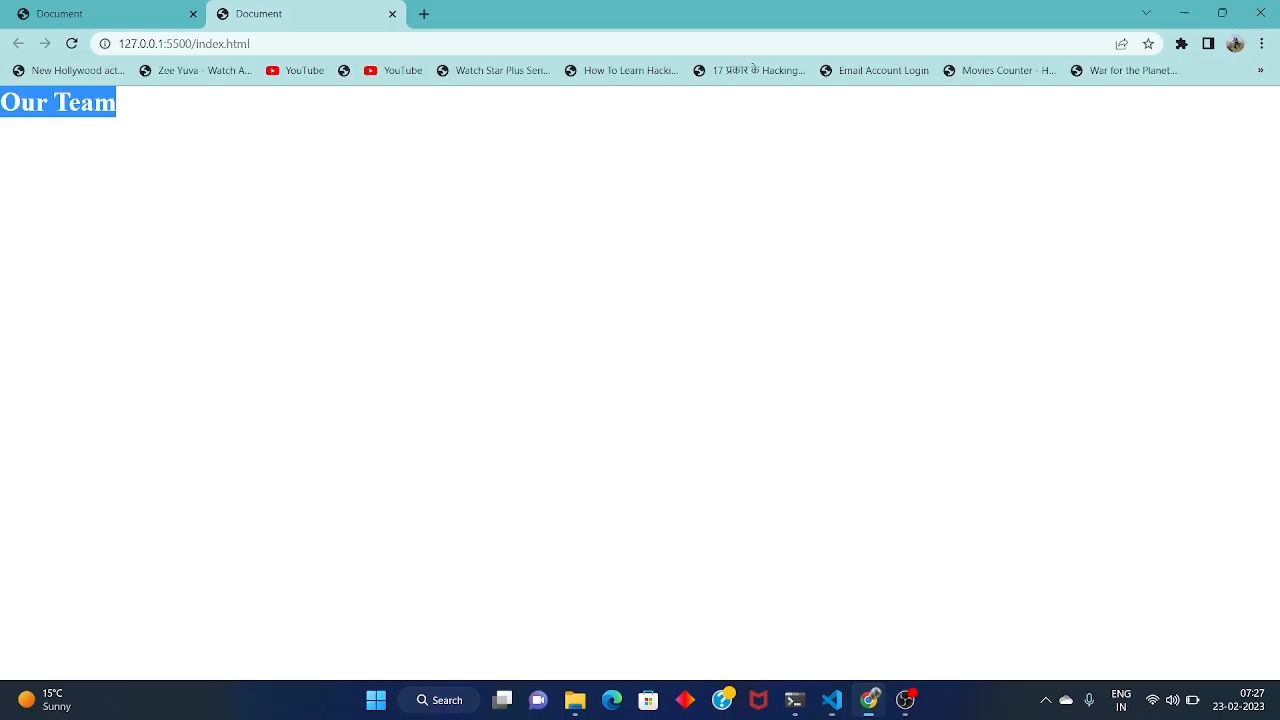 Document
Document
127.0.0.1:5500/index.html
New Hollywood act... Zee Yuva - Watch A... YouTube YouTube Watch Star Plus Seri... How To Learn Hacki... 17 प्रकार के Hacking... Email Account Login Movies Counter - H... War for the Planet... »
Our Team
15°C
Sunny
Search
ENG
IN
07:27
23-02-2023